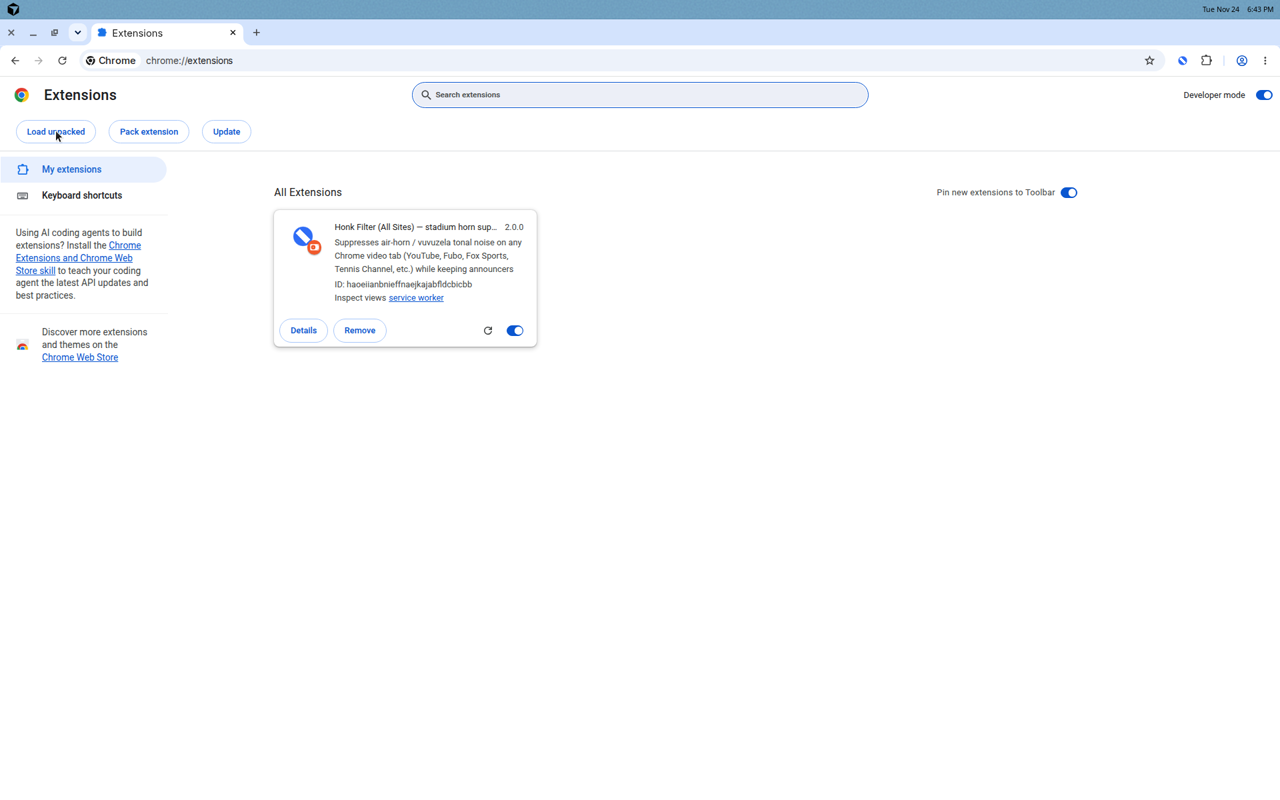 Tue Nov 24 6:43 PM
Extensions
Chrome chrome://extensions
Extensions
Search extensions
Developer mode
Load unpacked
Pack extension
Update
My extensions
Keyboard shortcuts
Using AI coding agents to build
extensions? Install the Chrome
Extensions and Chrome Web
Store skill to teach your coding
agent the latest API updates and
best practices.
Discover more extensions
and themes on the
Chrome Web Store
All Extensions
Pin new extensions to Toolbar
Honk Filter (All Sites) — stadium horn sup... 2.0.0
Suppresses air-horn / vuvuzela tonal noise on any
Chrome video tab (YouTube, Fubo, Fox Sports,
Tennis Channel, etc.) while keeping announcers
ID: haoeiianbnieffnaejkajabfldcbicbb
Inspect views service worker
Details
Remove